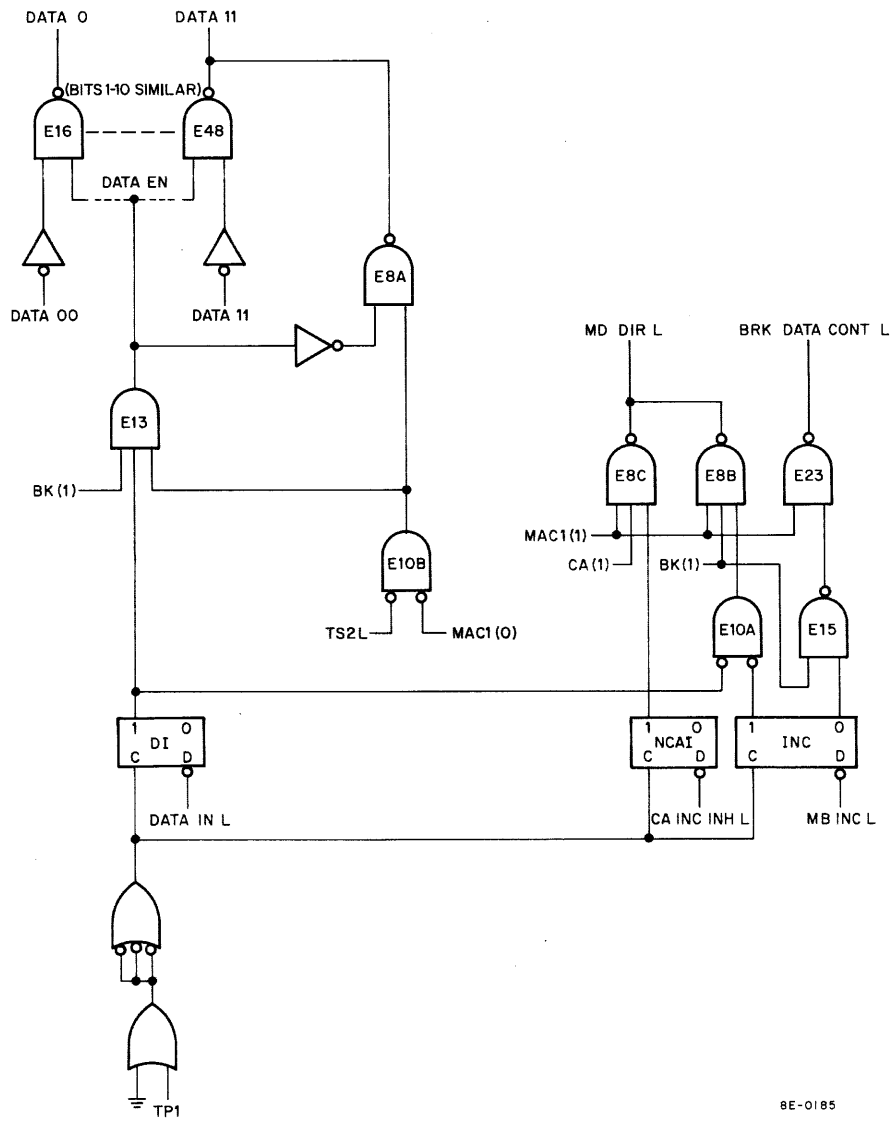 DATA 0 DATA 11
(BITS 1-10 SIMILAR)
E16 E48
DATA EN
E8A
DATA 00 DATA 11
MD DIR L BRK DATA CONT L
E13
E8C E8B E23
BK(1)
MAC1(1)
CA(1) BK(1)
E10B
TS2L MAC1(0)
E10A E15
1 0 1 0 1 0
DI NCAI INC
C D C D C D
DATA IN L CA INC INH L MB INC L
TP1
8E-0185